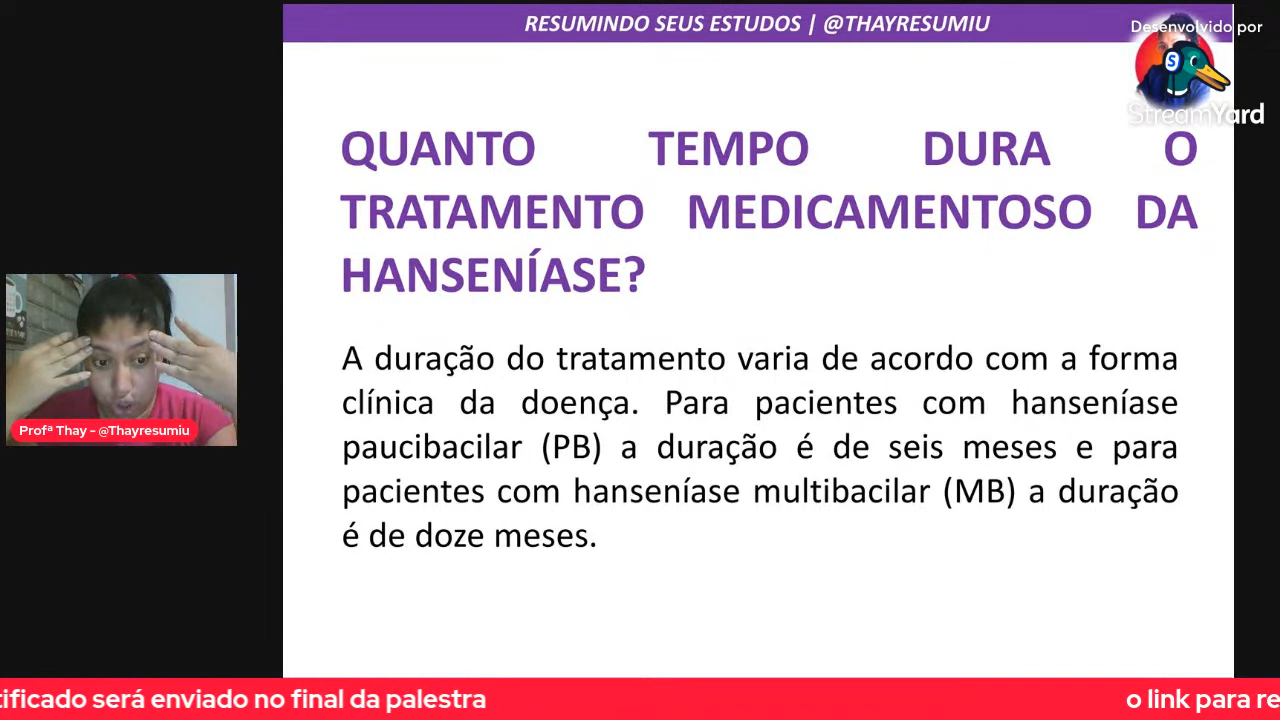 RESUMINDO SEUS ESTUDOS | @THAYRESUMIU
Desenvolvido por
StreamYard
QUANTO TEMPO DURA O
TRATAMENTO MEDICAMENTOSO DA
HANSENÍASE?
A duração do tratamento varia de acordo com a forma
clínica da doença. Para pacientes com hanseníase
paucibacilar (PB) a duração é de seis meses e para
pacientes com hanseníase multibacilar (MB) a duração
é de doze meses.
Profª Thay - @Thayresumiu
tificado será enviado no final da palestra
o link para re